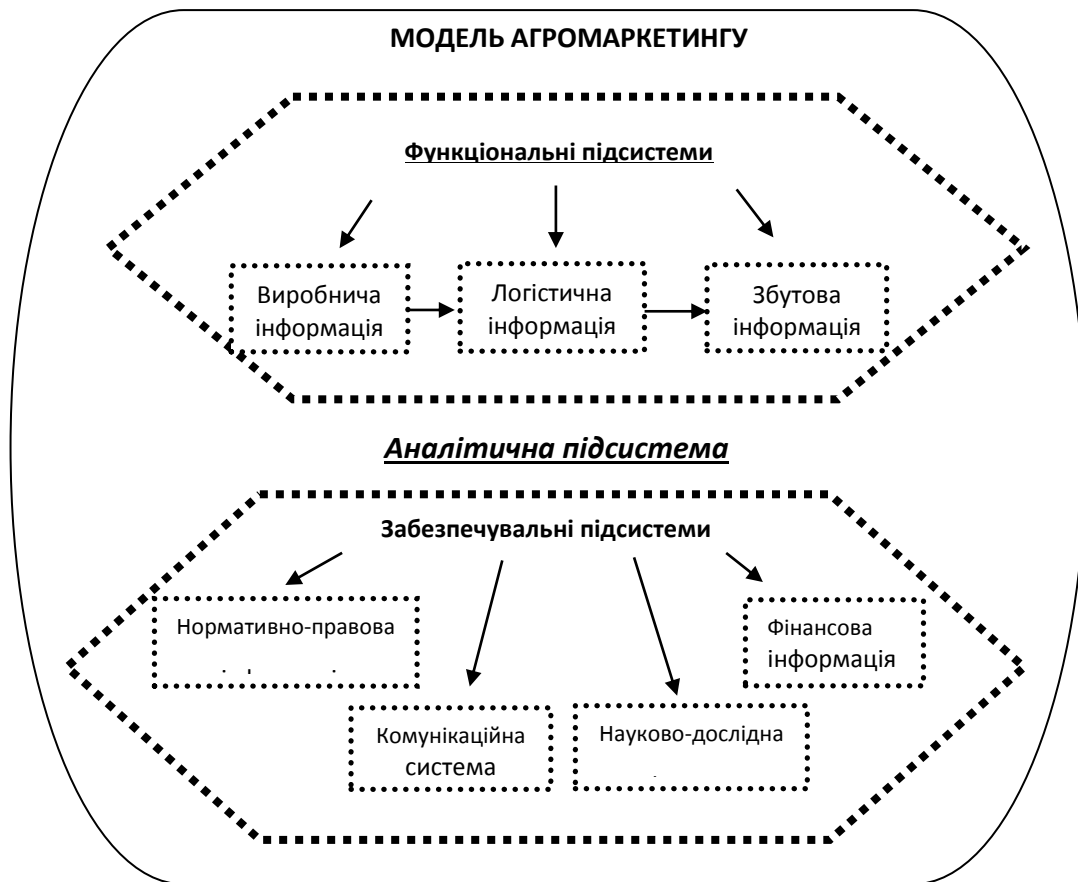 МОДЕЛЬ АГРОМАРКЕТИНГУ
Функціональні підсистеми
Виробнича
інформація
Логістична
інформація
Збутова
інформація
Аналітична підсистема
Забезпечувальні підсистеми
Нормативно-правова
Фінансова
інформація
Комунікаційна
система
Науково-дослідна